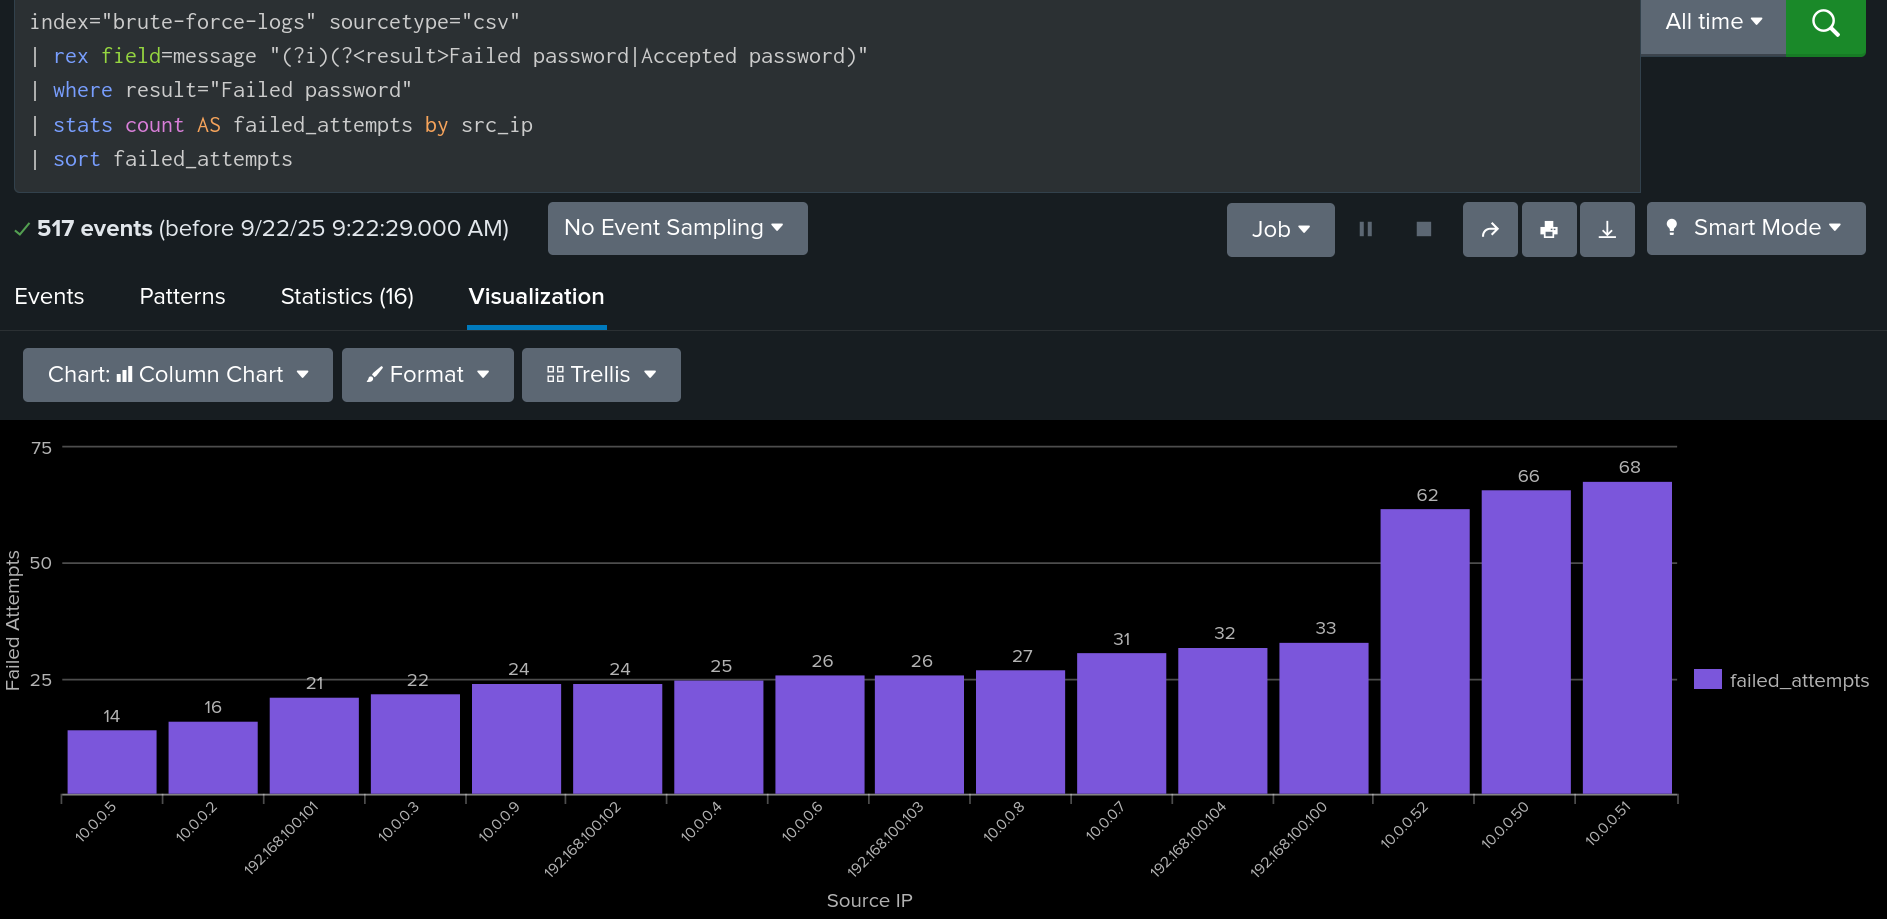 index="brute-force-logs" sourcetype="csv"
| rex field=message "(?i)(?<result>Failed password|Accepted password)"
| where result="Failed password"
| stats count AS failed_attempts by src_ip
| sort failed_attempts
All time
517 events (before 9/22/25 9:22:29.000 AM)
No Event Sampling
Job
Smart Mode
Events
Patterns
Statistics (16)
Visualization
Chart: Column Chart
Format
Trellis
75
50
25
Failed Attempts
14
16
21
22
24
24
25
26
26
27
31
32
33
62
66
68
failed_attempts
10.0.0.5
10.0.0.2
192.168.100.101
10.0.0.3
10.0.0.9
192.168.100.102
10.0.0.4
10.0.0.6
192.168.100.103
10.0.0.8
10.0.0.7
192.168.100.104
192.168.100.100
10.0.0.52
10.0.0.50
10.0.0.51
Source IP